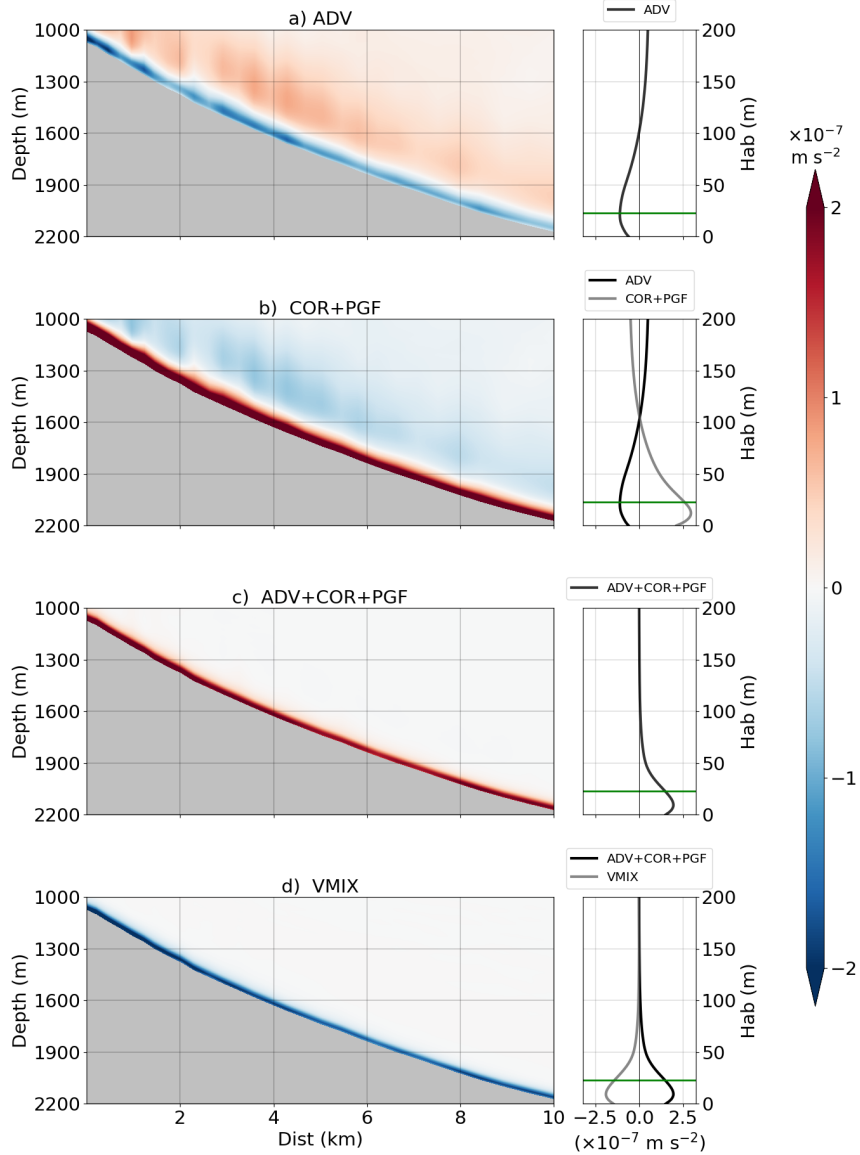 a) ADV
ADV
1000
1300
1600
1900
2200
Depth (m)
200
150
100
50
0
Hab (m)
×10⁻⁷
m s⁻²
2
1
0
−1
−2
b) COR+PGF
ADV
COR+PGF
1000
1300
1600
1900
2200
Depth (m)
200
150
100
50
0
Hab (m)
c) ADV+COR+PGF
ADV+COR+PGF
1000
1300
1600
1900
2200
Depth (m)
200
150
100
50
0
Hab (m)
d) VMIX
ADV+COR+PGF
VMIX
1000
1300
1600
1900
2200
Depth (m)
200
150
100
50
0
Hab (m)
2 4 6 8 10
Dist (km)
−2.5 0.0 2.5
(×10⁻⁷ m s⁻²)